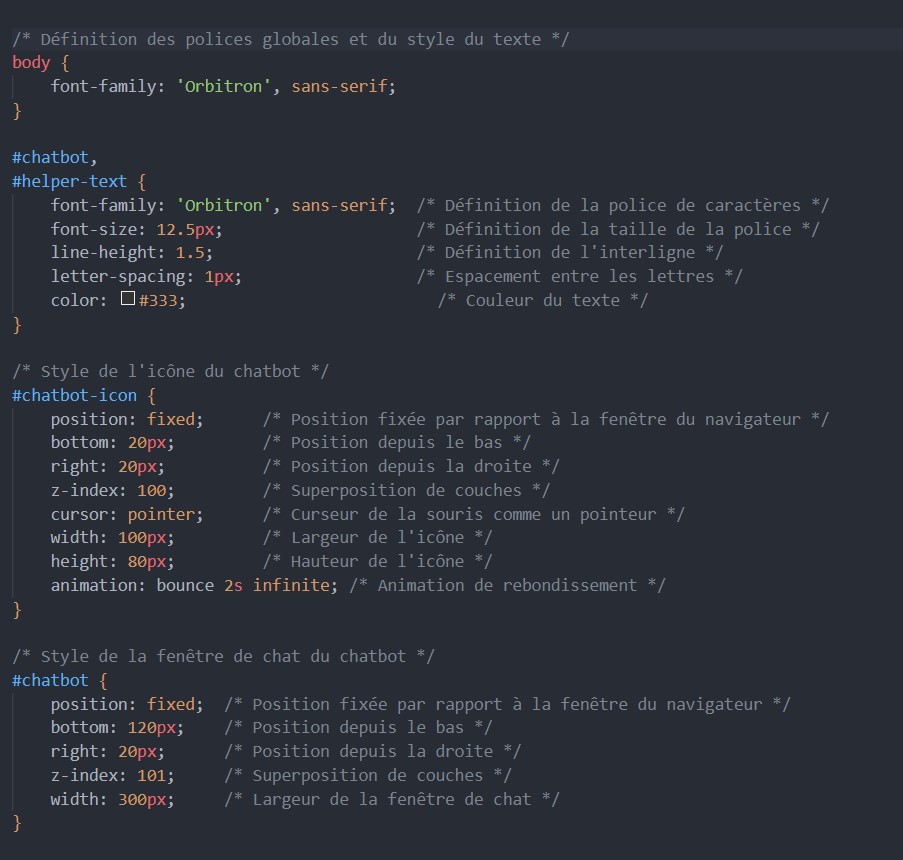 /* Définition des polices globales et du style du texte */
body {
    font-family: 'Orbitron', sans-serif;
}

#chatbot,
#helper-text {
    font-family: 'Orbitron', sans-serif;  /* Définition de la police de caractères */
    font-size: 12.5px;                    /* Définition de la taille de la police */
    line-height: 1.5;                     /* Définition de l'interligne */
    letter-spacing: 1px;                  /* Espacement entre les lettres */
    color: #333;                          /* Couleur du texte */
}

/* Style de l'icône du chatbot */
#chatbot-icon {
    position: fixed;      /* Position fixée par rapport à la fenêtre du navigateur */
    bottom: 20px;         /* Position depuis le bas */
    right: 20px;          /* Position depuis la droite */
    z-index: 100;         /* Superposition de couches */
    cursor: pointer;      /* Curseur de la souris comme un pointeur */
    width: 100px;         /* Largeur de l'icône */
    height: 80px;         /* Hauteur de l'icône */
    animation: bounce 2s infinite; /* Animation de rebondissement */
}

/* Style de la fenêtre de chat du chatbot */
#chatbot {
    position: fixed;  /* Position fixée par rapport à la fenêtre du navigateur */
    bottom: 120px;    /* Position depuis le bas */
    right: 20px;      /* Position depuis la droite */
    z-index: 101;     /* Superposition de couches */
    width: 300px;     /* Largeur de la fenêtre de chat */
}